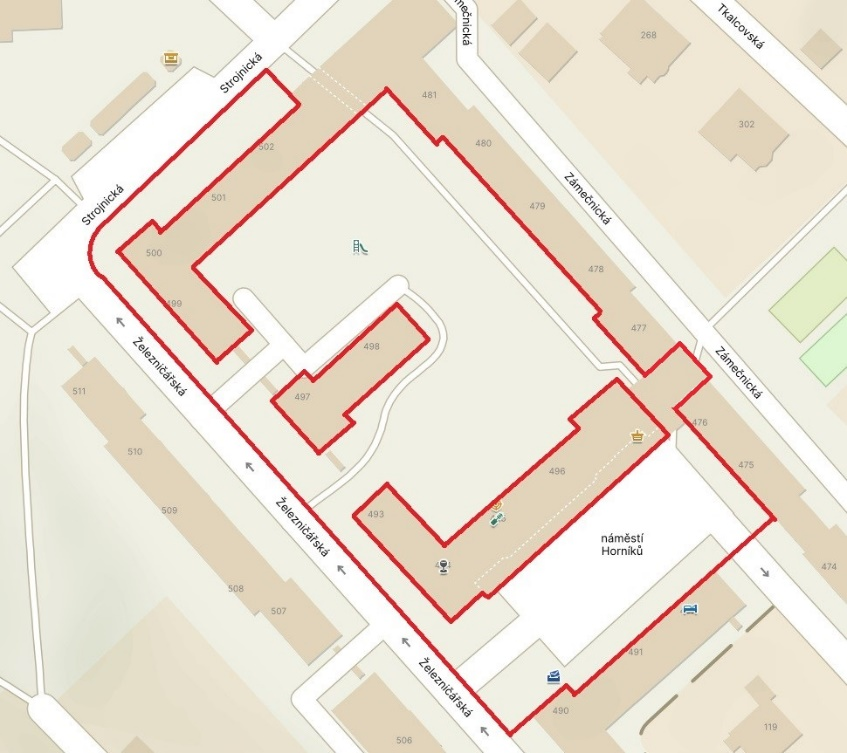 Zámečnická
Tkalcovská
268
Strojnická
481
302
480
502
Zámečnická
501
479
Strojnická
500
478
499
477
498
Železničářská
Zámečnická
511
497
476
510
475
496
509
493
Železničářská
náměstí
Horníků
474
508
507
491
Železničářská
490
119
506